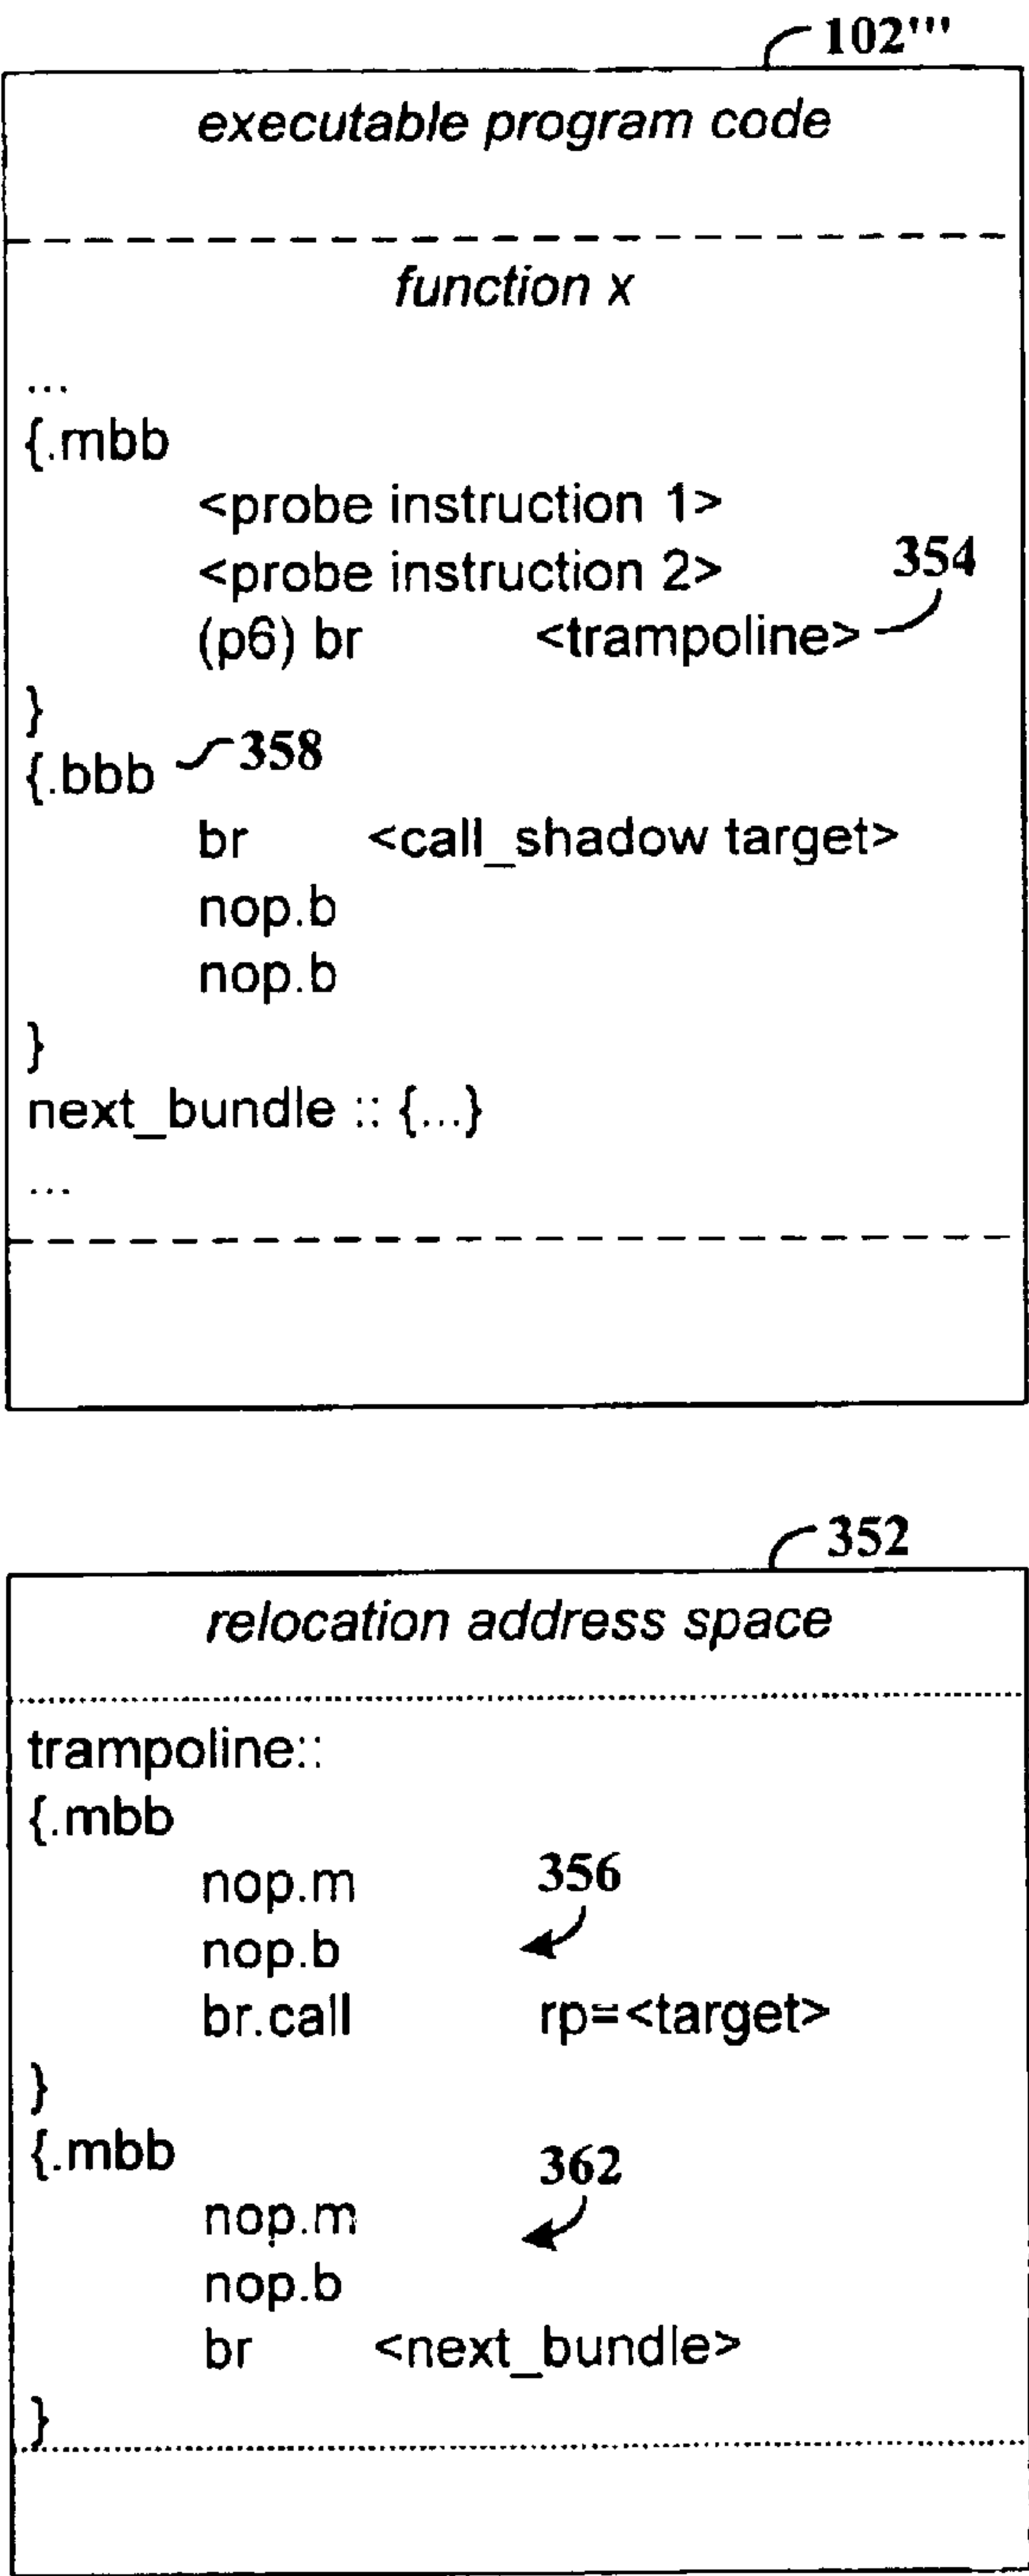 102'''
executable program code
function x
...
{.mbb
<probe instruction 1>
<probe instruction 2>
354
(p6) br <trampoline>
}
{.bbb 358
br <call_shadow target>
nop.b
nop.b
}
next_bundle :: {...}
...
352
relocation address space
trampoline::
{.mbb
nop.m 356
nop.b
br.call rp=<target>
}
{.mbb
nop.m 362
nop.b
br <next_bundle>
}